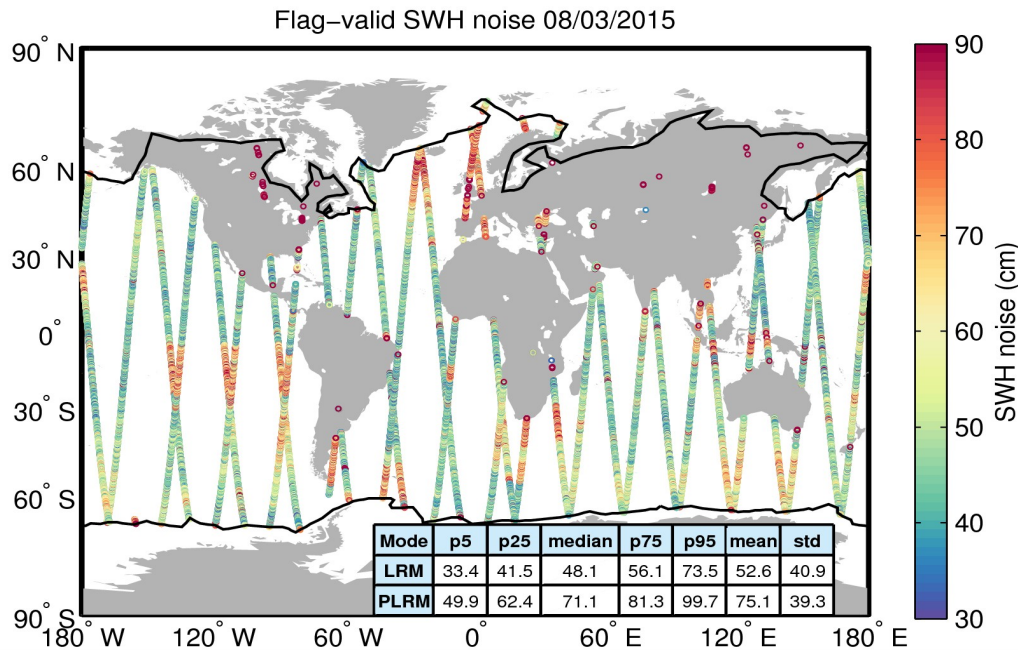 Flag−valid SWH noise 08/03/2015
90° N
60° N
30° N
0°
30° S
60° S
90° S
180° W
120° W
60° W
0°
60° E
120° E
180° E
Mode p5 p25 median p75 p95 mean std
LRM 33.4 41.5 48.1 56.1 73.5 52.6 40.9
PLRM 49.9 62.4 71.1 81.3 99.7 75.1 39.3
90
80
70
60
50
40
30
SWH noise (cm)